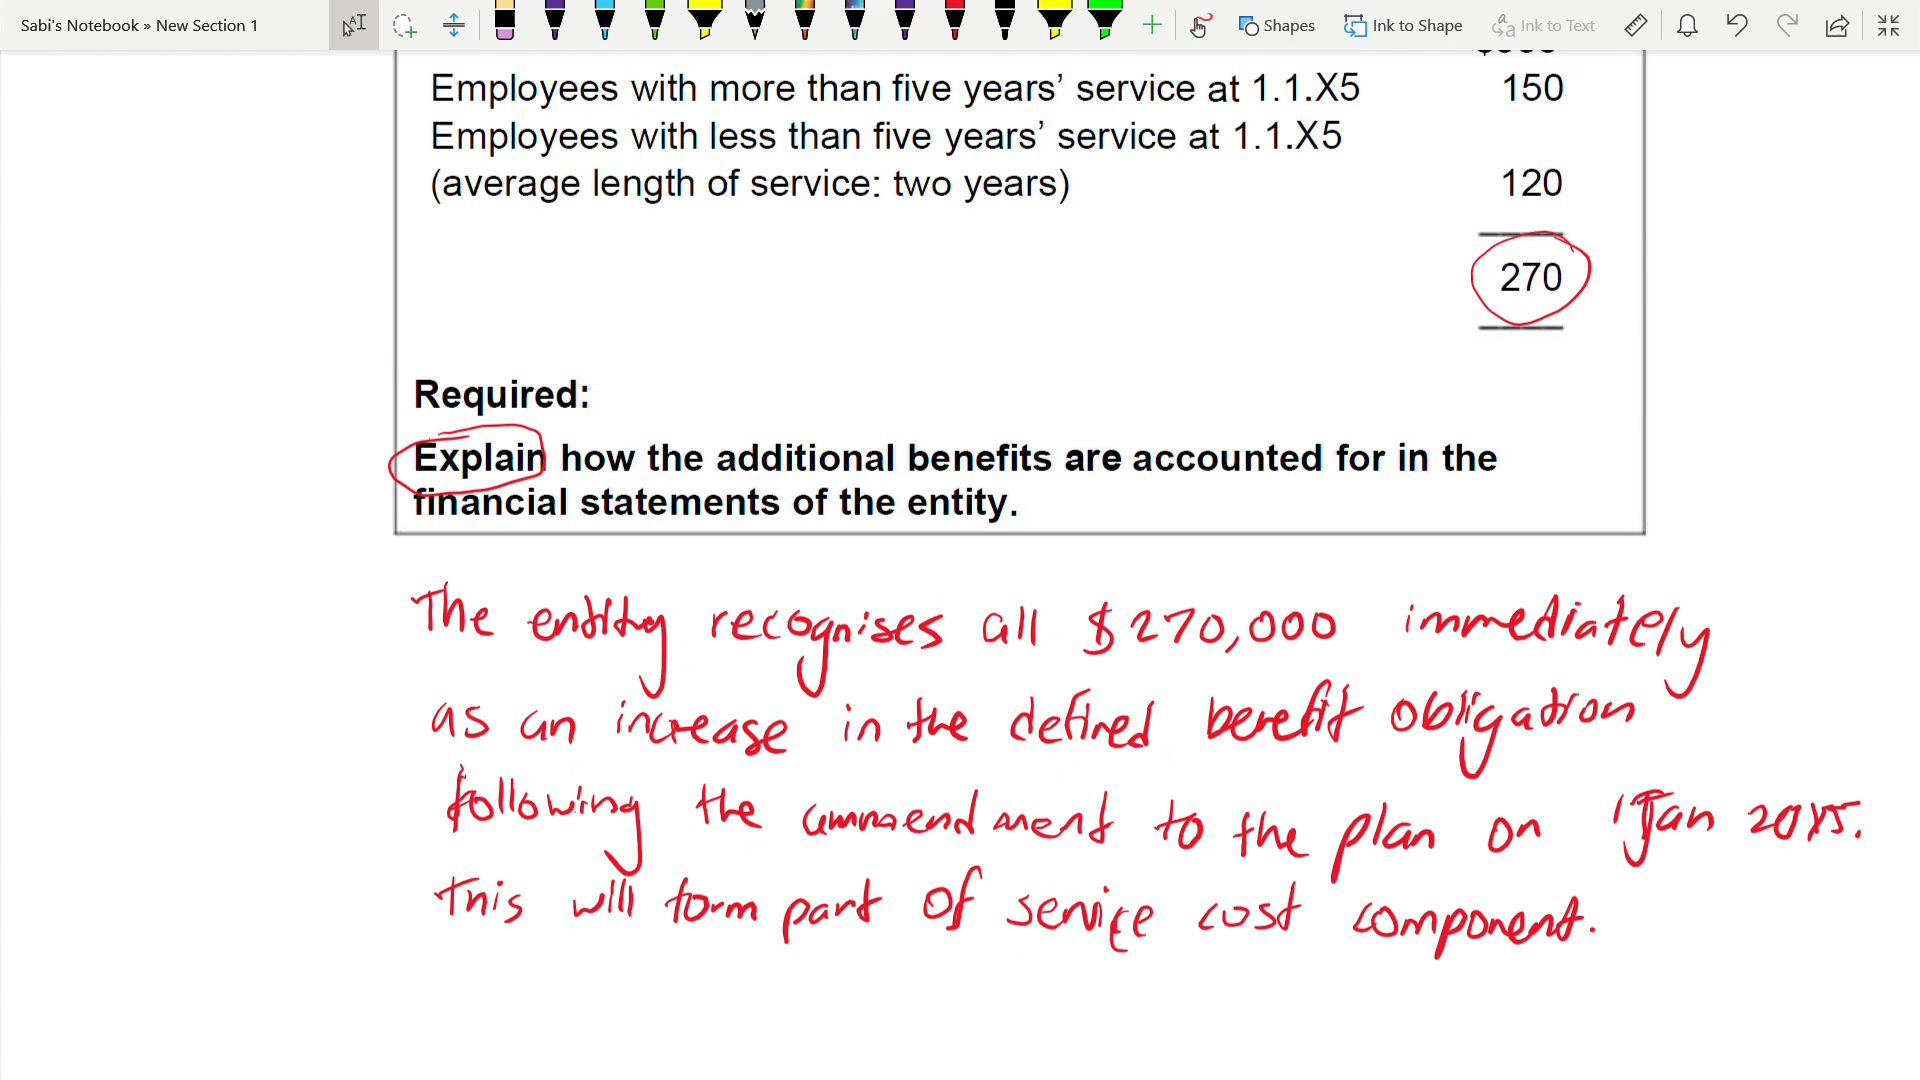 Sabi's Notebook » New Section 1
Shapes
Ink to Shape
Ink to Text
Employees with more than five years' service at 1.1.X5 150
Employees with less than five years' service at 1.1.X5
(average length of service: two years) 120
270
Required:
Explain how the additional benefits are accounted for in the
financial statements of the entity.
The entity recognises all $270,000 immediately
as an increase in the defined benefit obligation
following the ammendment to the plan on 1 Jan 20X5.
This will form part of service cost component.